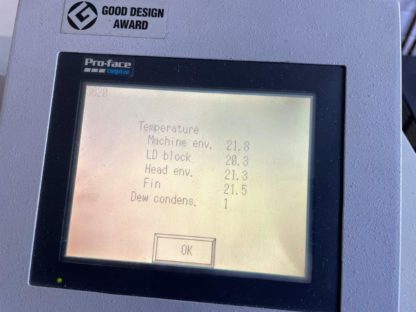 GOOD DESIGN
AWARD
Pro-face
Temperature
Machine env. 21.8
LD block 20.3
Head env. 21.3
Fin 21.5
Dew condens. 1
OK